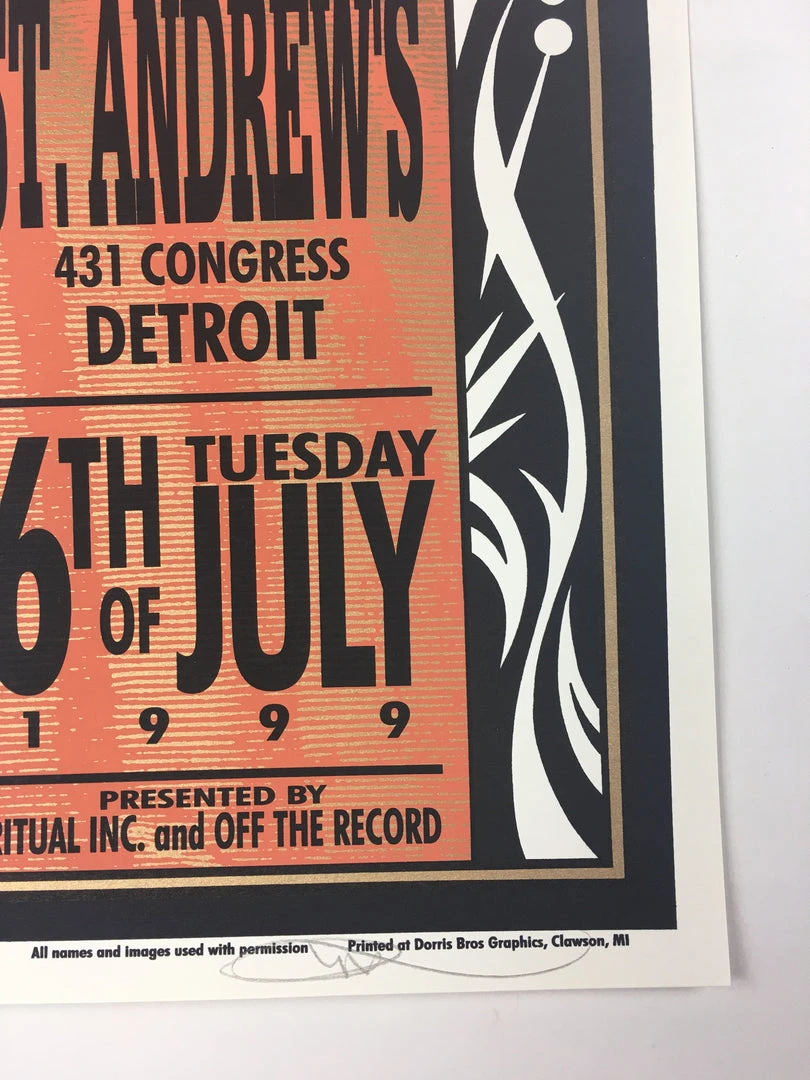 ST. ANDREW'S
431 CONGRESS
DETROIT
6TH OF TUESDAY JULY
1999
PRESENTED BY
RITUAL INC. and OFF THE RECORD
All names and images used with permission Printed at Dorris Bros Graphics, Clawson, MI